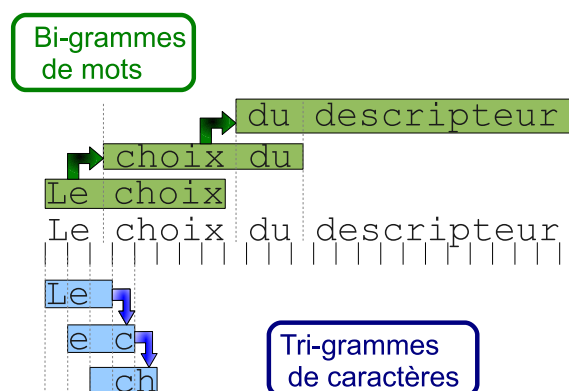 Bi-grammes
de mots
du descripteur
choix du
Le choix
Le choix du descripteur
Le
e c
ch
Tri-grammes
de caractères